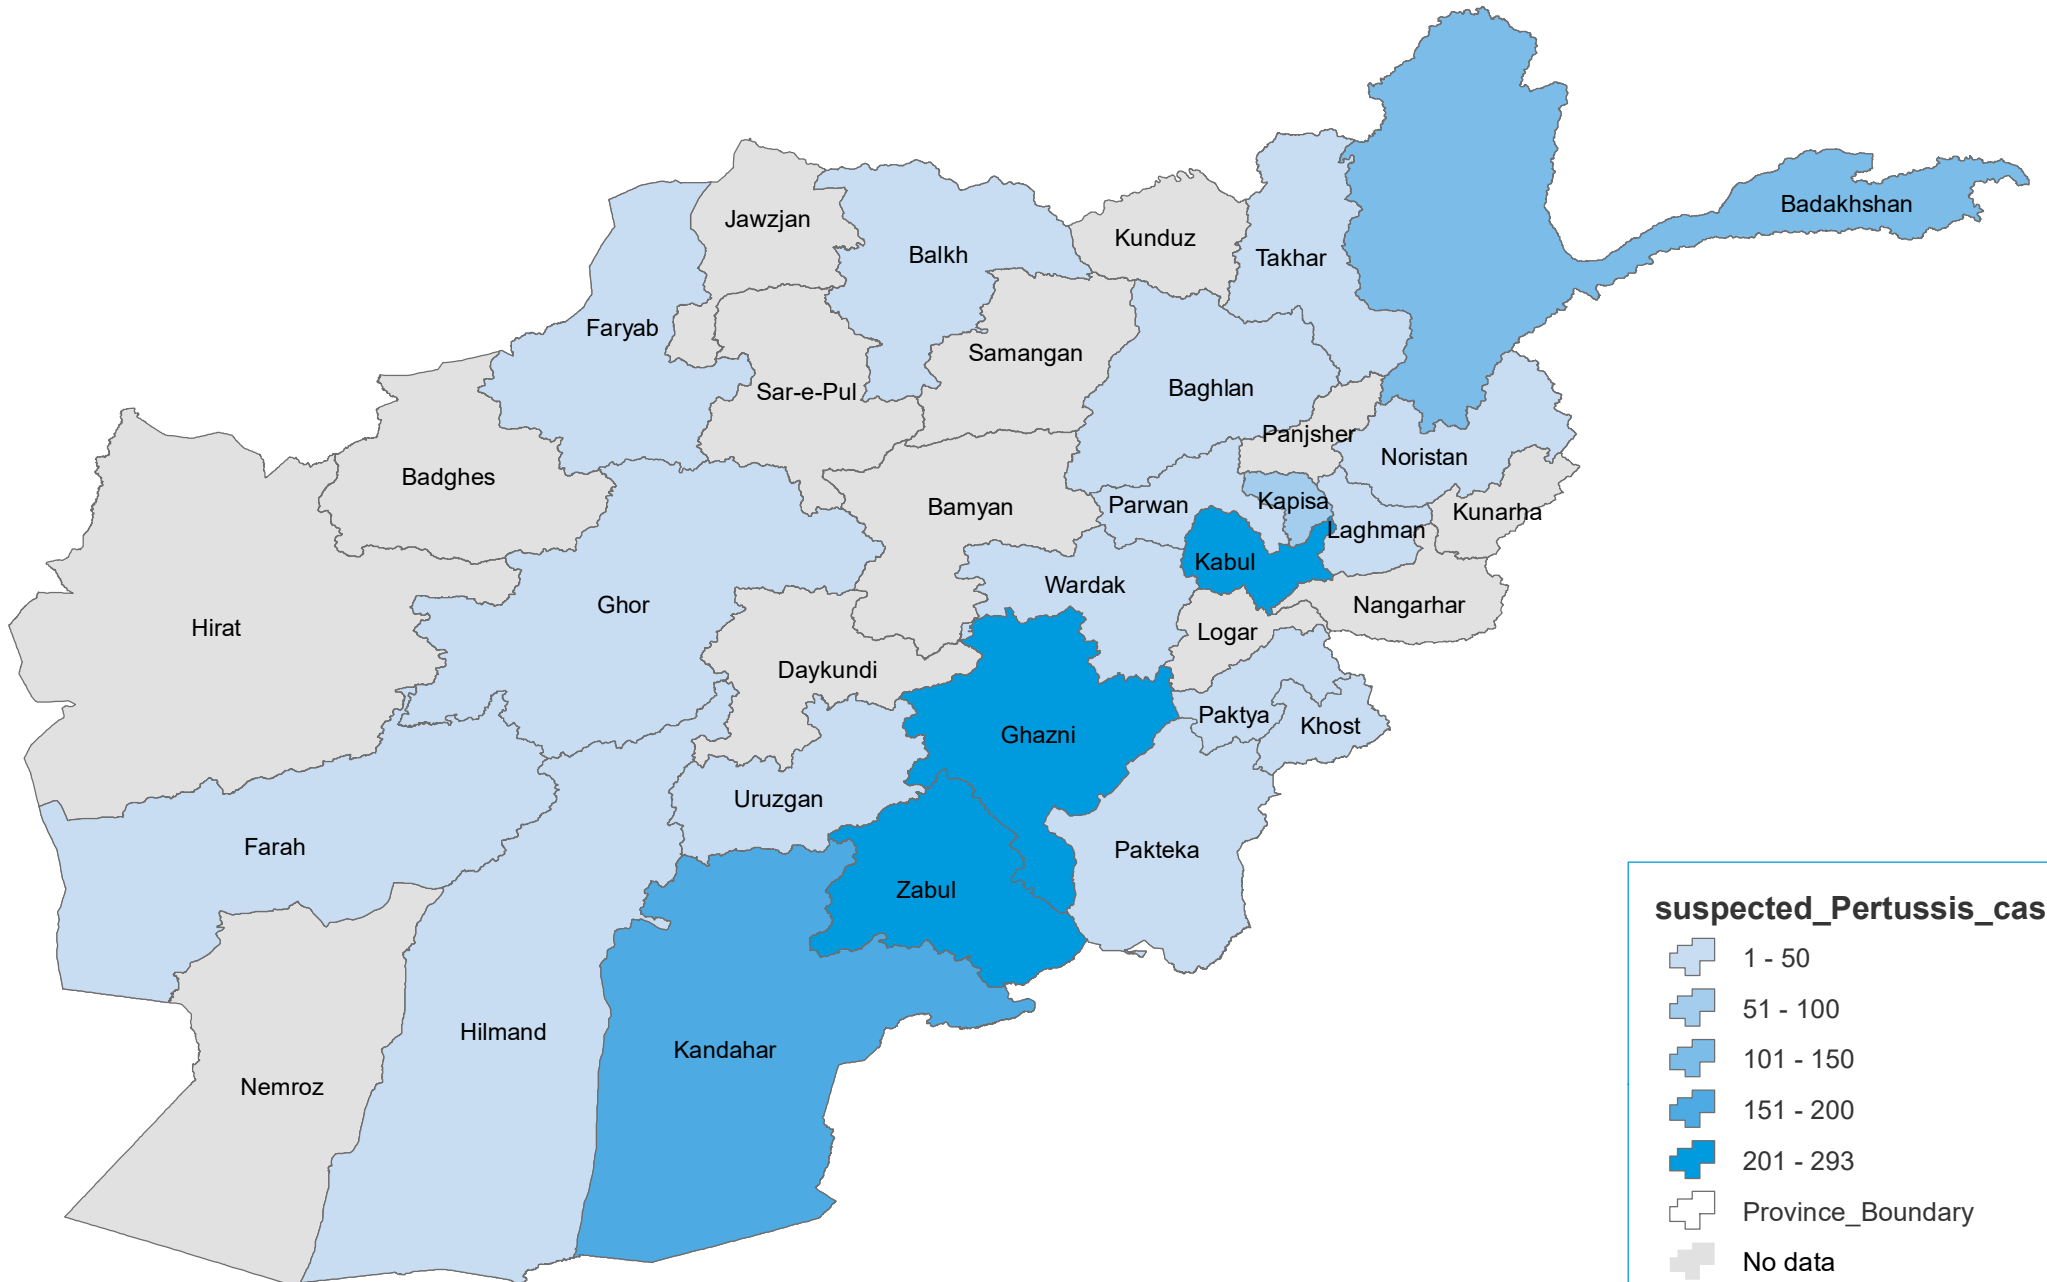 Badakhshan
Jawzjan
Kunduz
Balkh
Takhar
Faryab
Samangan
Baghlan
Sar-e-Pul
Panjsher
Noristan
Badghes
Kapisa
Parwan
Bamyan
Kunarha
Laghman
Kabul
Wardak
Ghor
Nangarhar
Hirat
Logar
Daykundi
Paktya
Khost
Ghazni
Uruzgan
Farah
Pakteka
Zabul
Hilmand
Kandahar
Nemroz
suspected_Pertussis_cas
1 - 50
51 - 100
101 - 150
151 - 200
201 - 293
Province_Boundary
No data